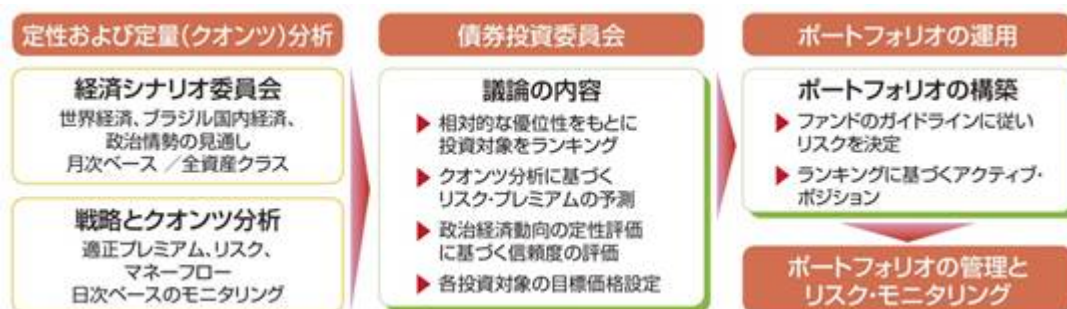 定性および定量(クオンツ)分析
経済シナリオ委員会
世界経済、ブラジル国内経済、
政治情勢の見通し
月次ベース ／全資産クラス
戦略とクオンツ分析
適正プレミアム、リスク、
マネーフロー
日次ベースのモニタリング
債券投資委員会
議論の内容
▶ 相対的な優位性をもとに
投資対象をランキング
▶ クオンツ分析に基づく
リスク・プレミアムの予測
▶ 政治経済動向の定性評価
に基づく信頼度の評価
▶ 各投資対象の目標価格設定
ポートフォリオの運用
ポートフォリオの構築
▶ ファンドのガイドラインに従い
リスクを決定
▶ ランキングに基づくアクティブ・
ポジション
ポートフォリオの管理と
リスク・モニタリング